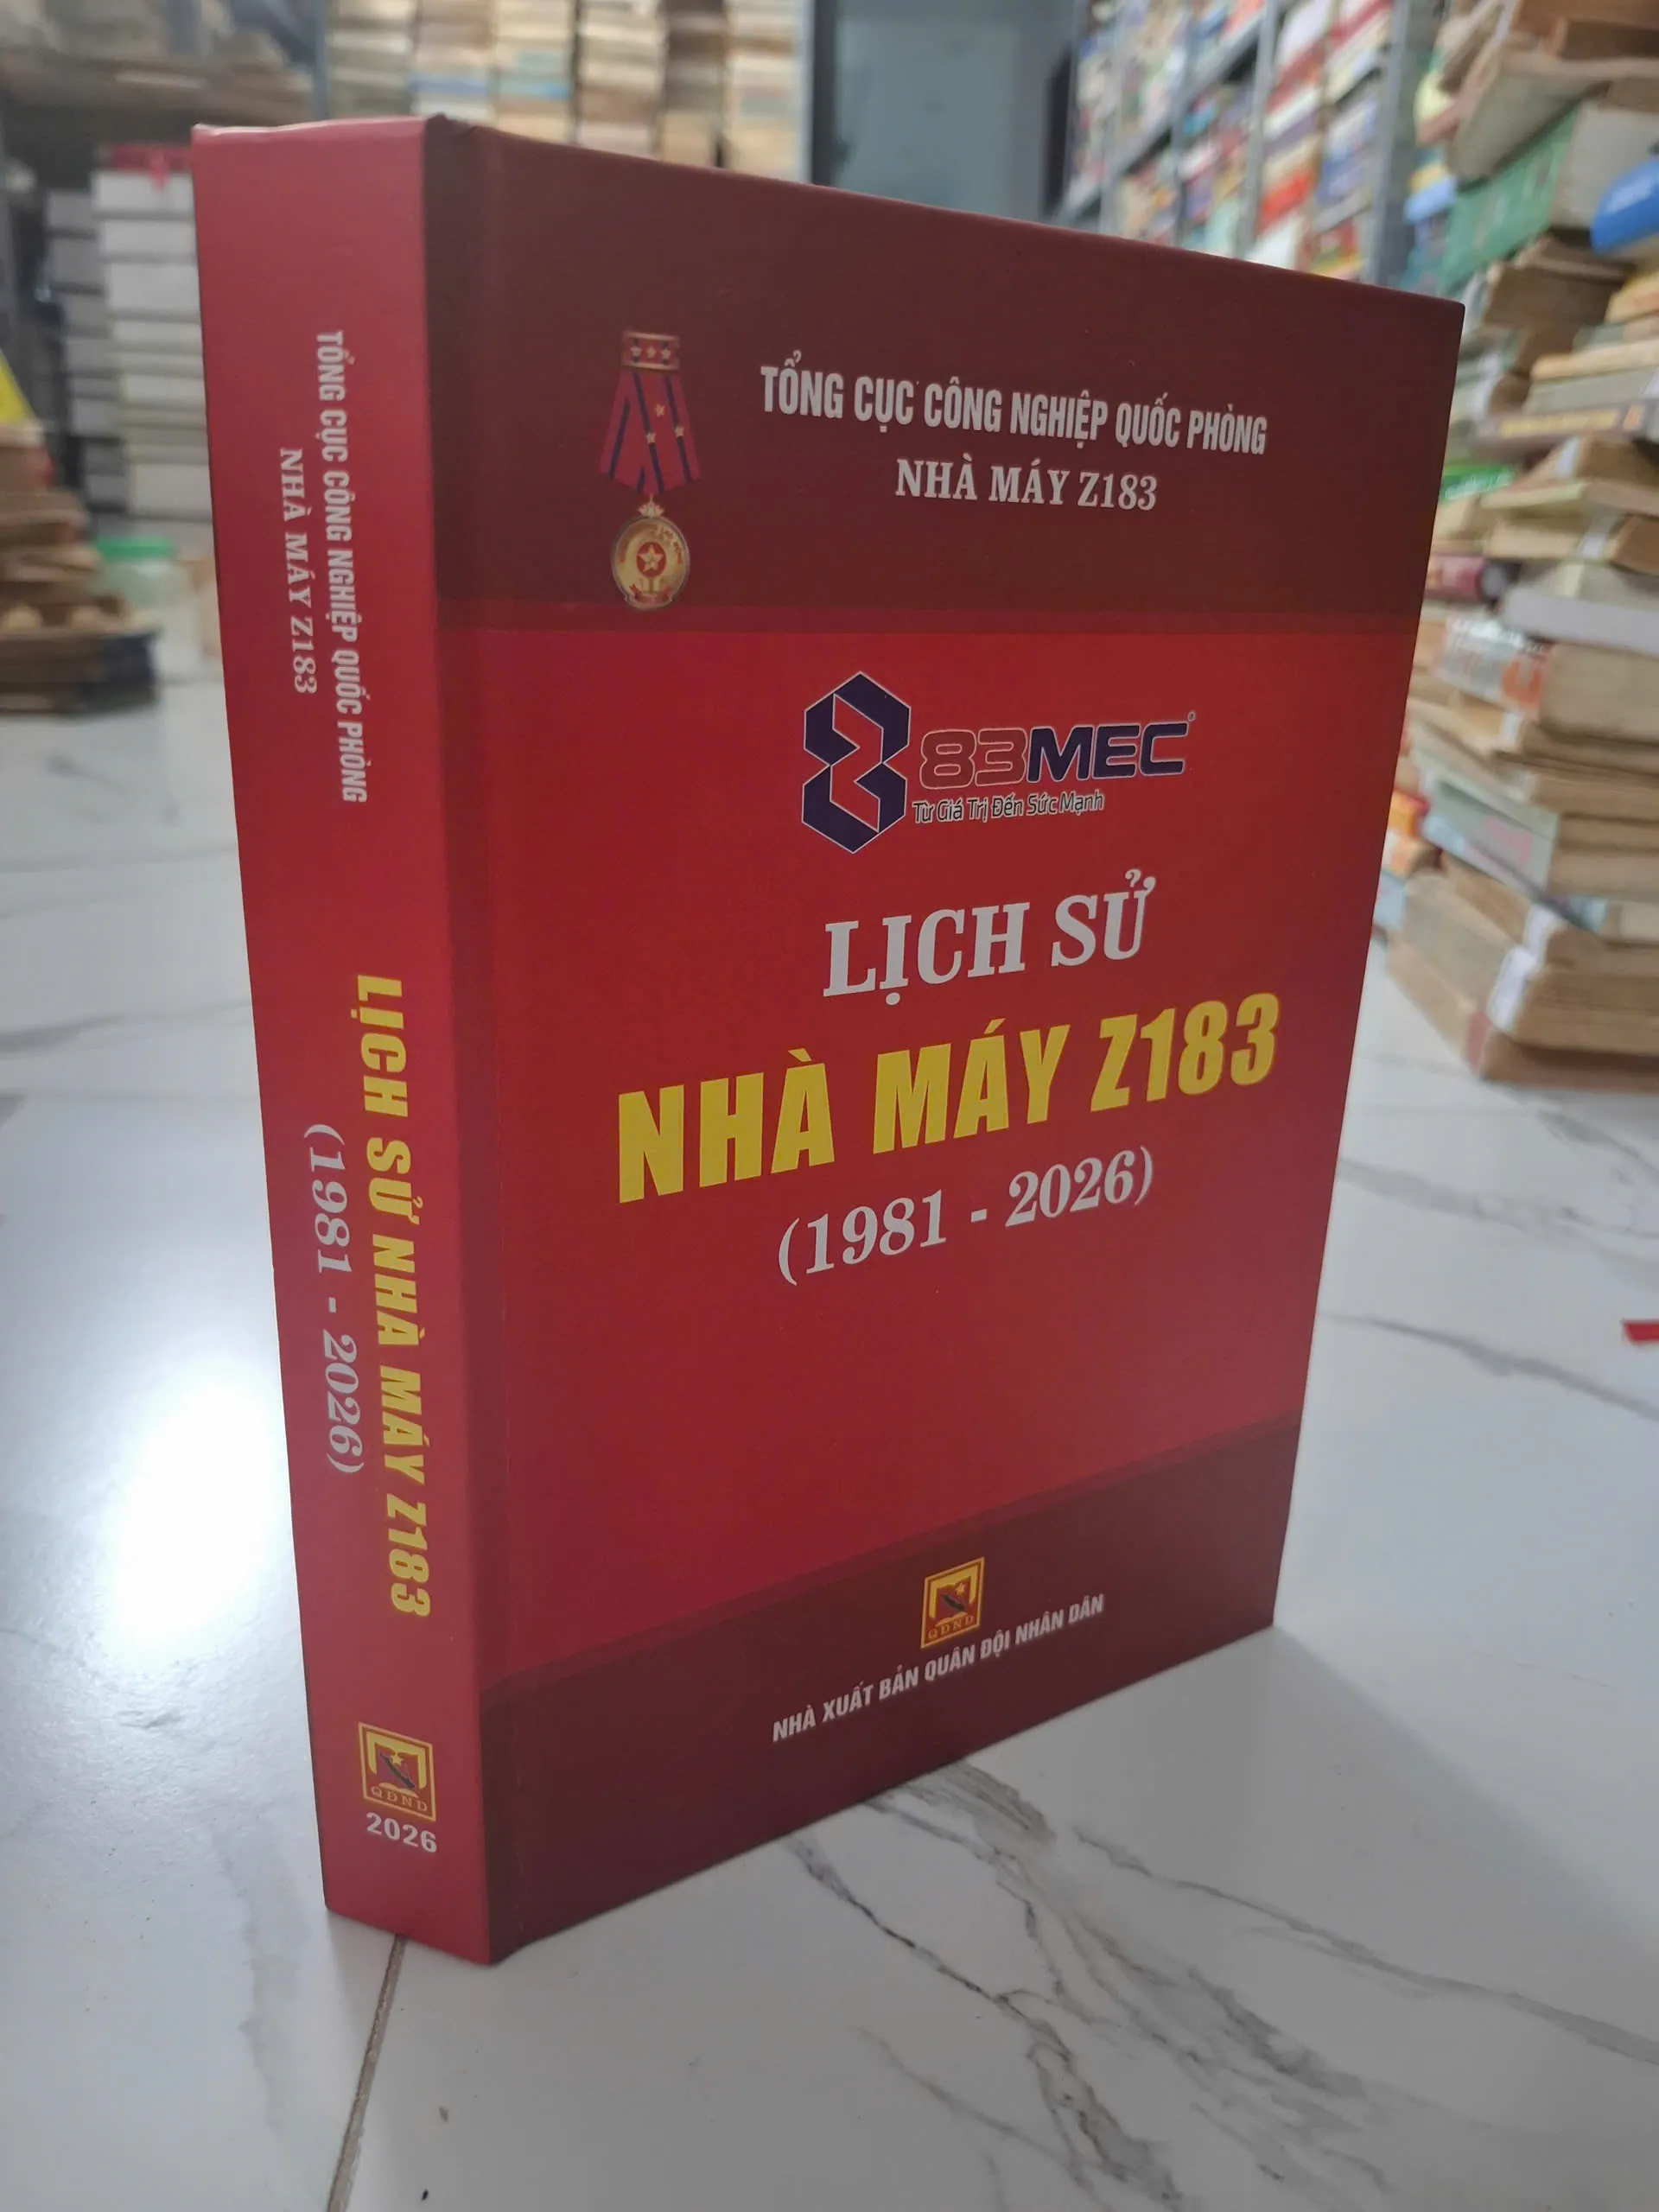 TỔNG CỤC CÔNG NGHIỆP QUỐC PHÒNG
NHÀ MÁY Z183
LỊCH SỬ NHÀ MÁY Z183
(1981 - 2026)
QĐND
2026
TỔNG CỤC CÔNG NGHIỆP QUỐC PHÒNG
NHÀ MÁY Z183
83MEC®
Từ Giá Trị Đến Sức Mạnh
LỊCH SỬ
NHÀ MÁY Z183
(1981 - 2026)
QĐND
NHÀ XUẤT BẢN QUÂN ĐỘI NHÂN DÂN